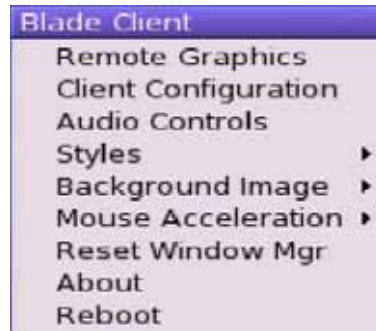 Blade Client
Remote Graphics
Client Configuration
Audio Controls
Styles
Background Image
Mouse Acceleration
Reset Window Mgr
About
Reboot